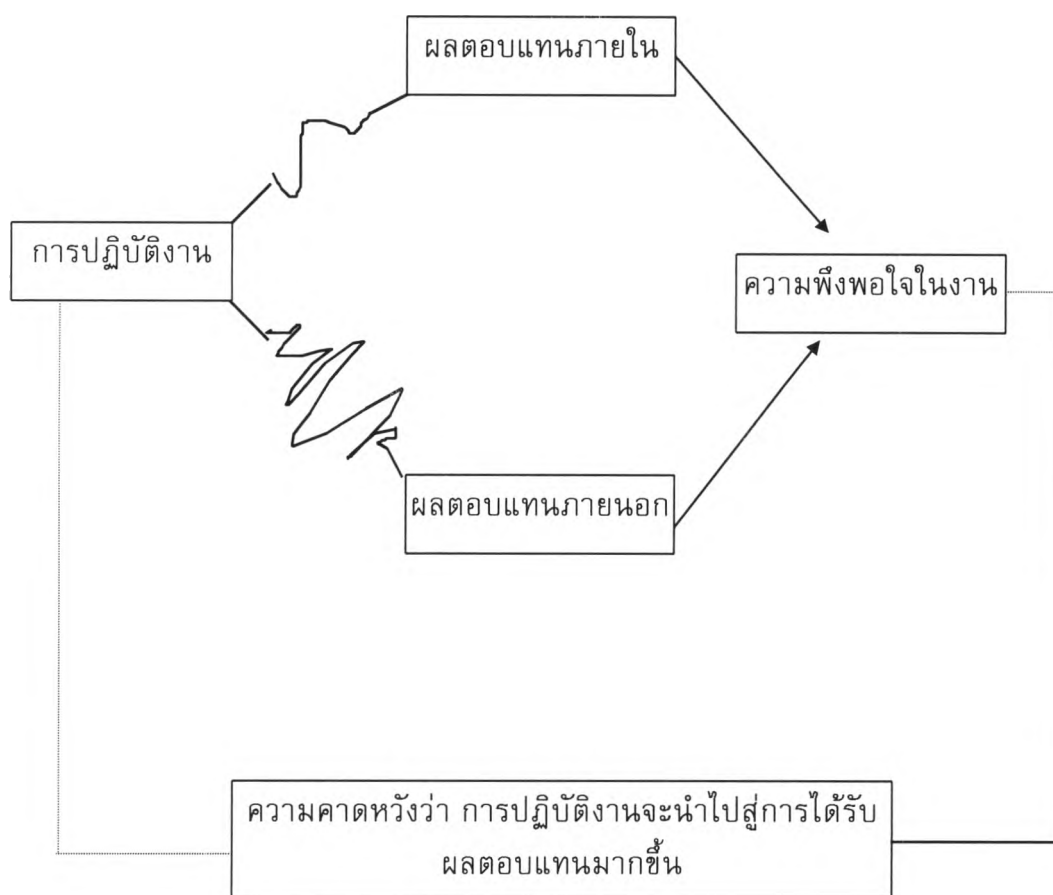 ผลตอบแทนภายใน
การปฏิบัติงาน
ความพึงพอใจในงาน
ผลตอบแทนภายนอก
ความคาดหวังว่า การปฏิบัติงานจะนำไปสู่การได้รับ
ผลตอบแทนมากขึ้น